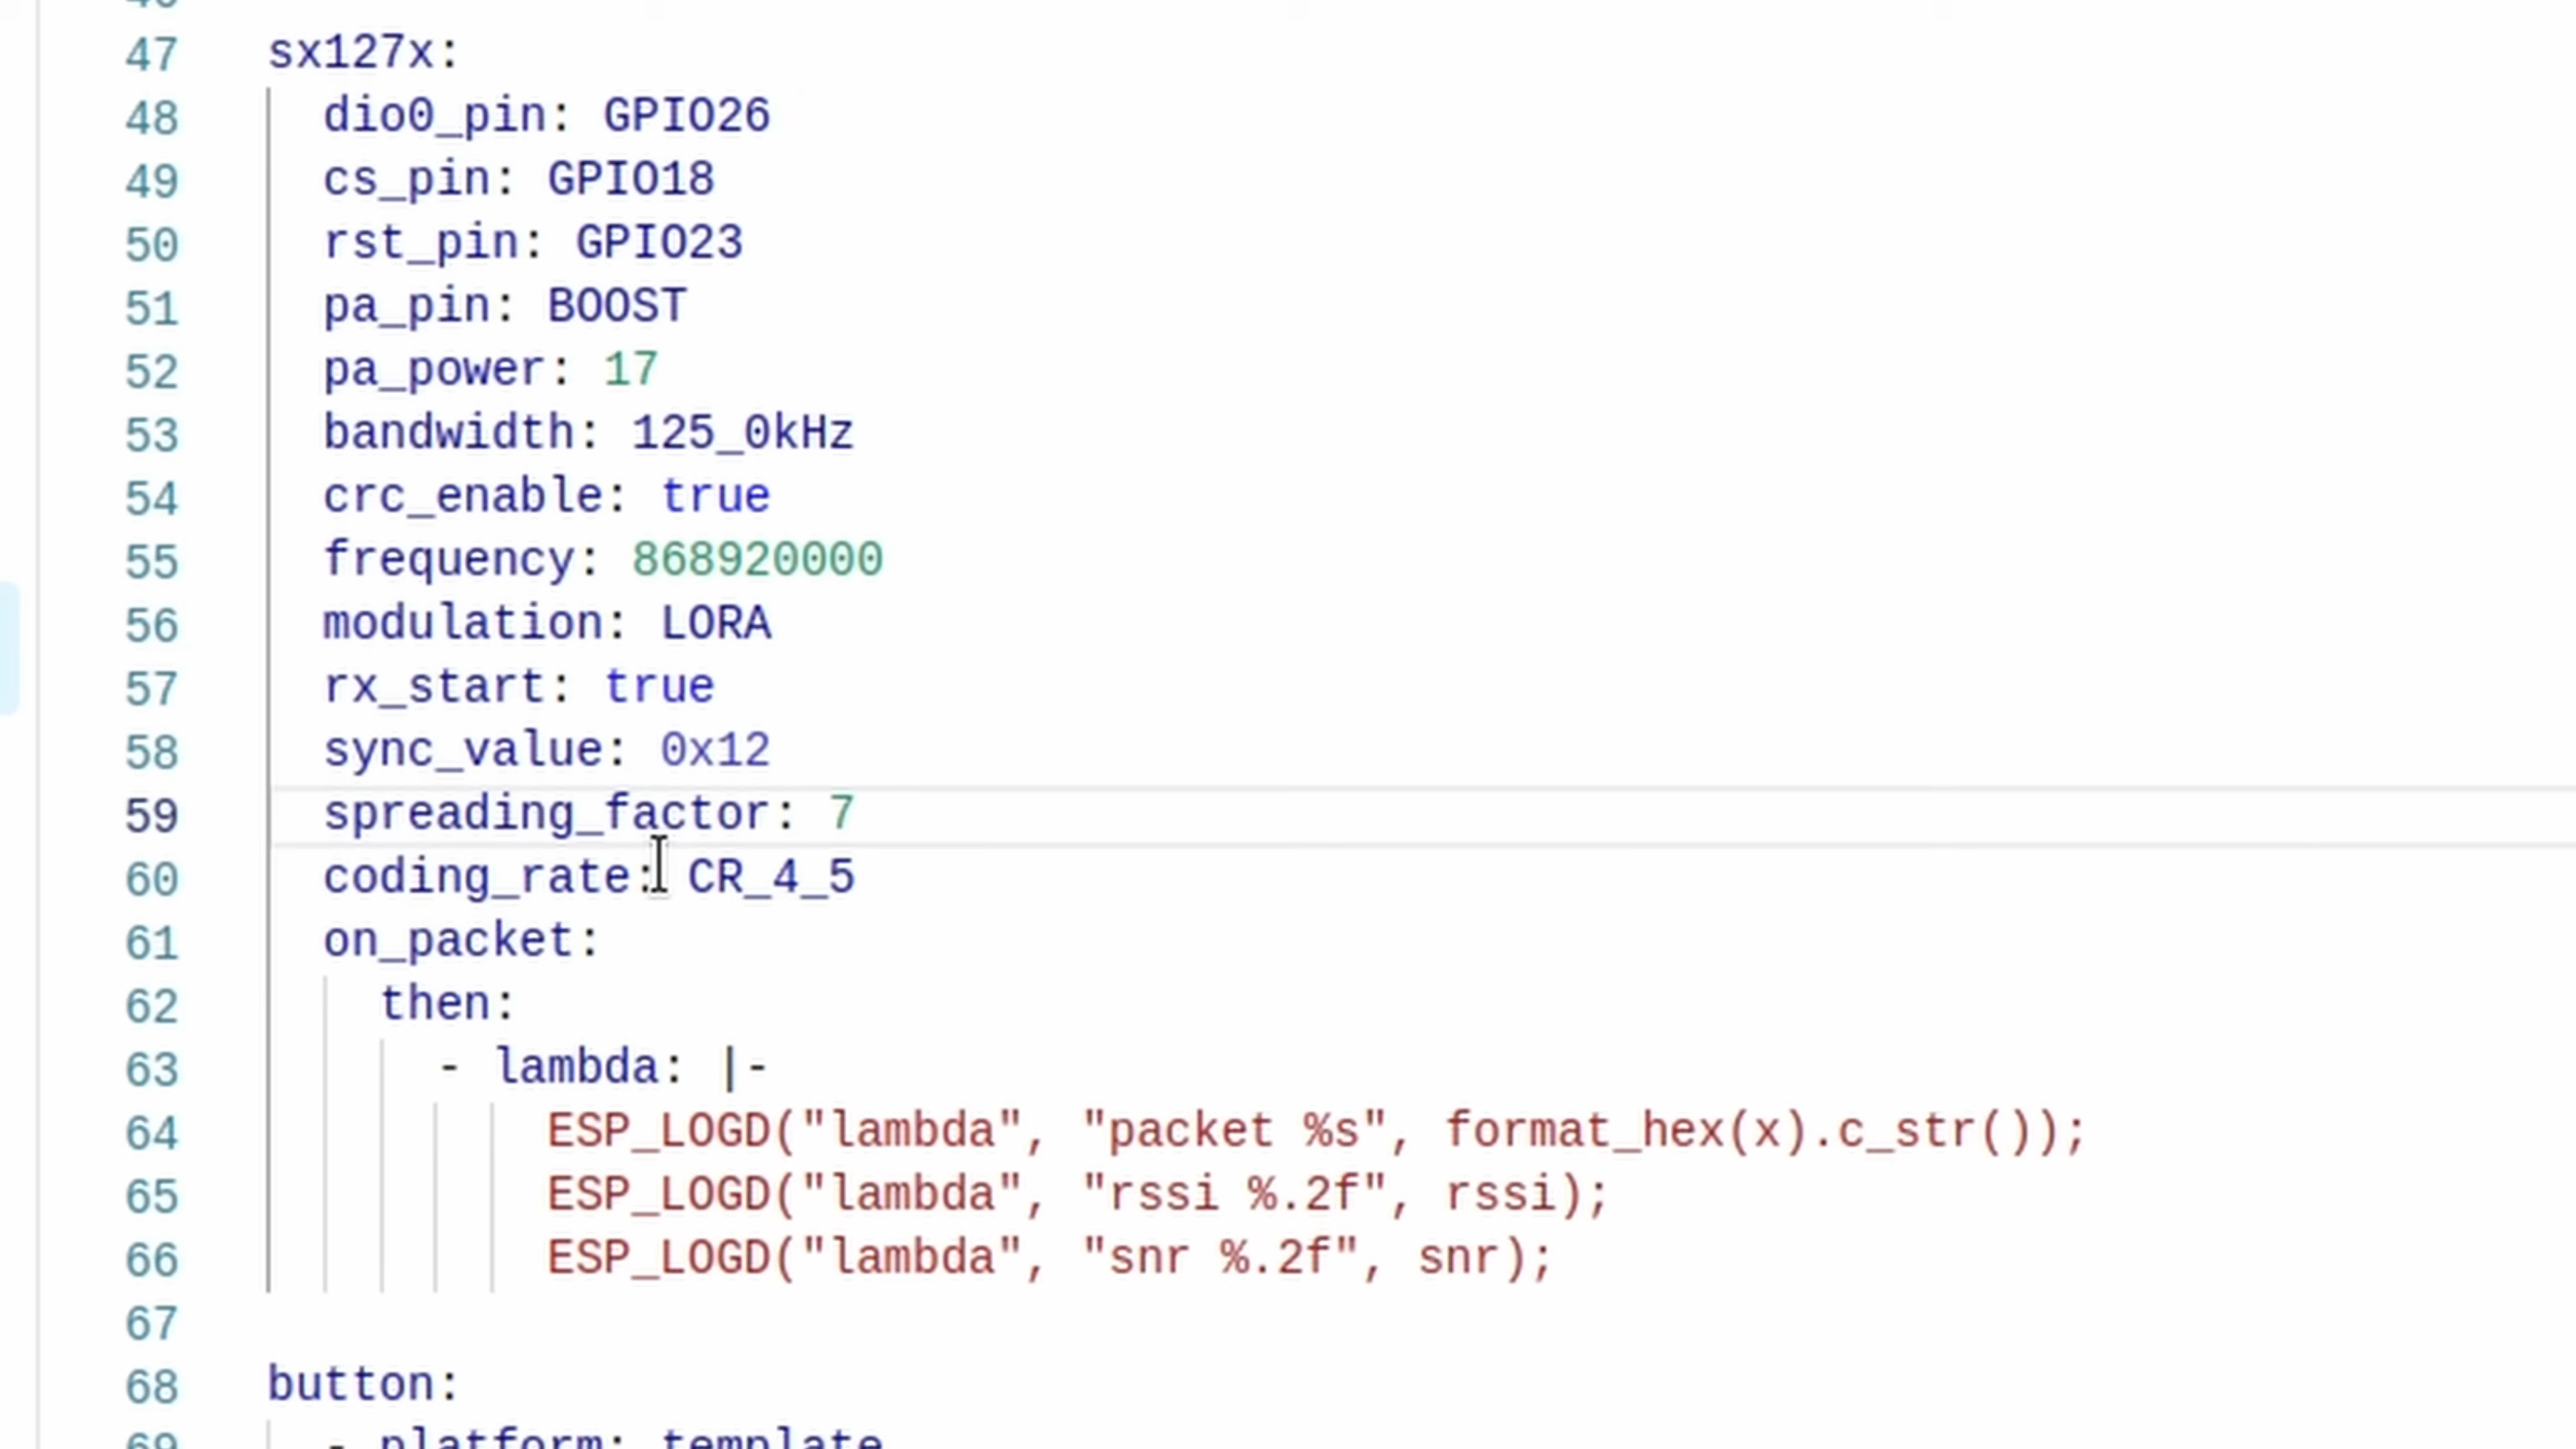 47 sx127x:
48 dio0_pin: GPIO26
49 cs_pin: GPIO18
50 rst_pin: GPIO23
51 pa_pin: BOOST
52 pa_power: 17
53 bandwidth: 125_0kHz
54 crc_enable: true
55 frequency: 868920000
56 modulation: LORA
57 rx_start: true
58 sync_value: 0x12
59 spreading_factor: 7
60 coding_rate: CR_4_5
61 on_packet:
62 then:
63 - lambda: |-
64 ESP_LOGD("lambda", "packet %s", format_hex(x).c_str());
65 ESP_LOGD("lambda", "rssi %.2f", rssi);
66 ESP_LOGD("lambda", "snr %.2f", snr);
67
68 button:
69 - platform: template